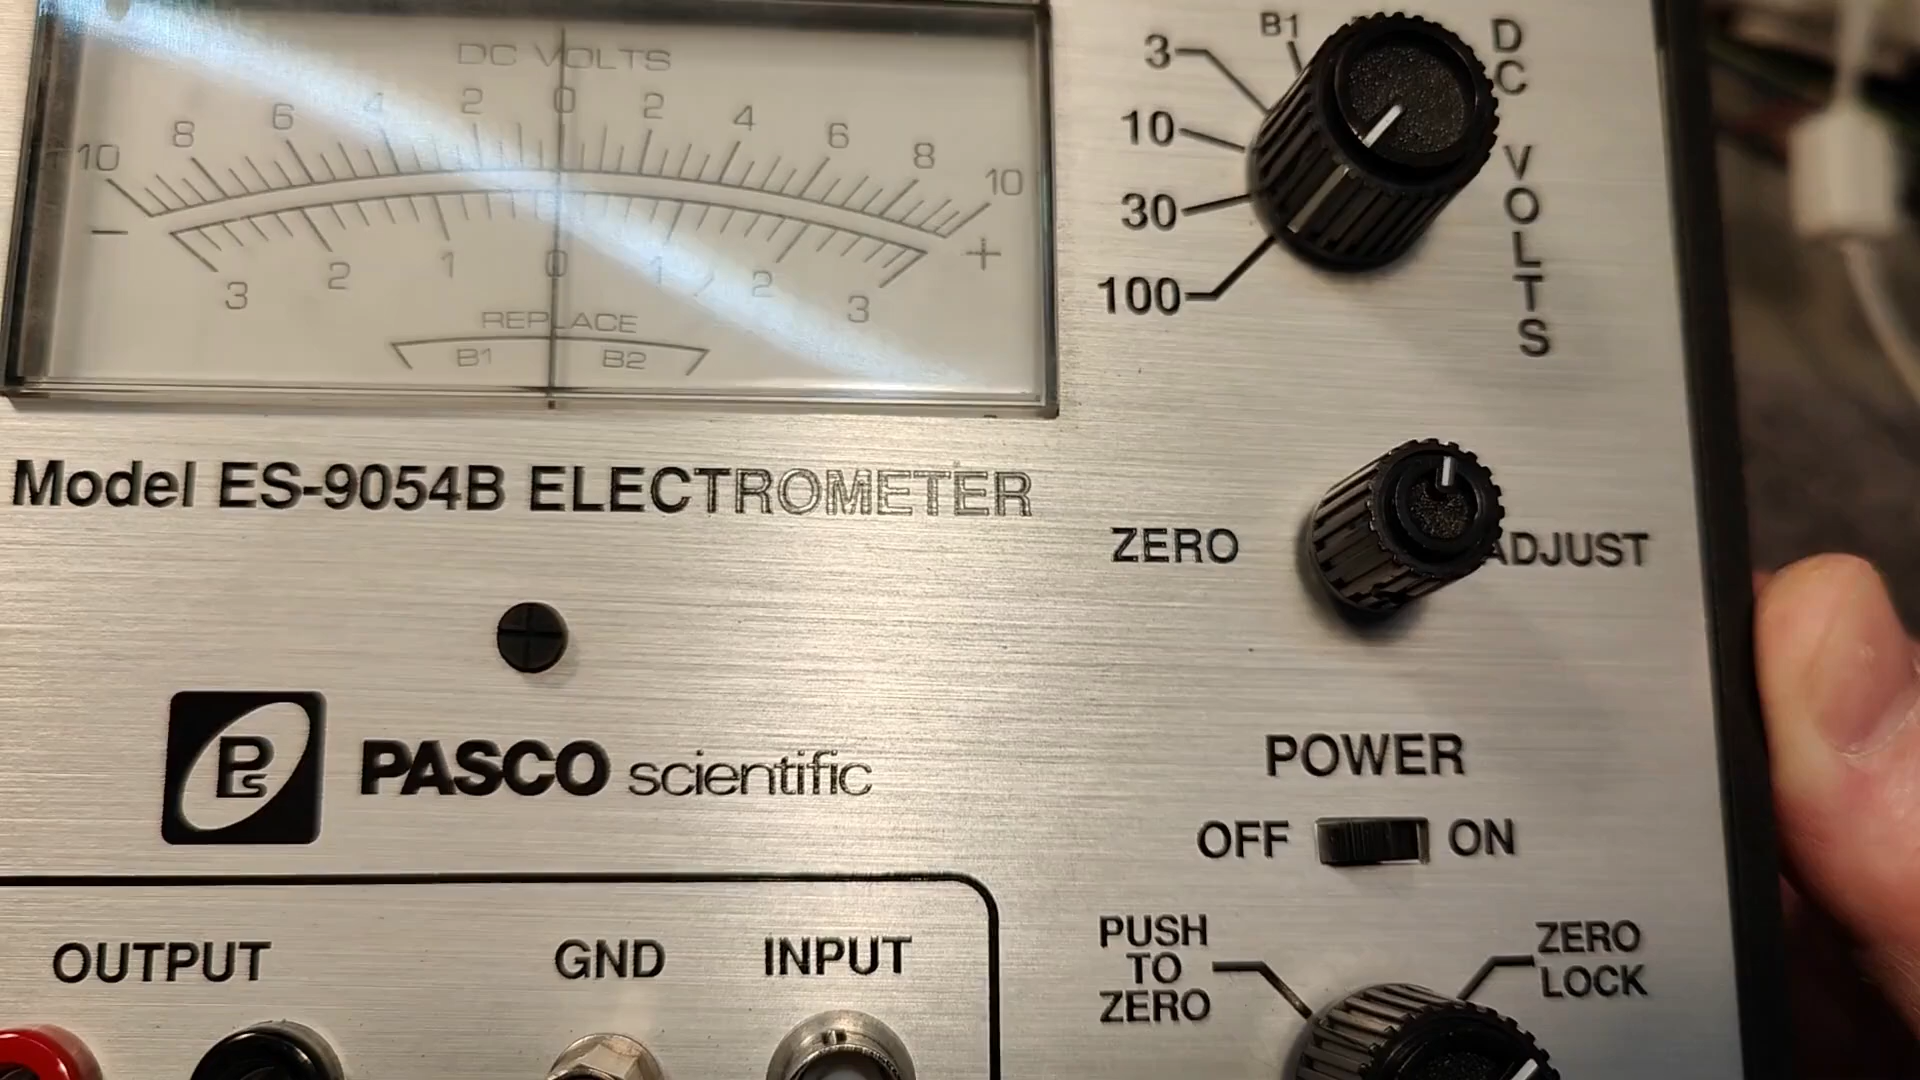 DC VOLTS
10 8 6 4 2 0 2 4 6 8 10
− +
3 2 1 0 1 2 3
REPLACE
B1 B2
B1
3
10
30
100
DC VOLTS
Model ES-9054B ELECTROMETER
ZERO ADJUST
PS
PASCO scientific
POWER
OFF ON
OUTPUT GND INPUT
PUSH
TO
ZERO
ZERO
LOCK